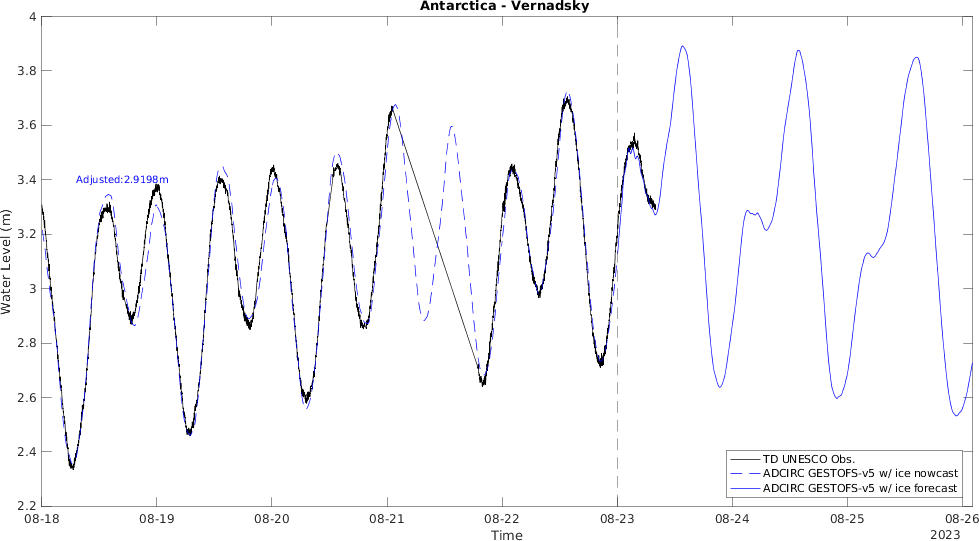 Antarctica - Vernadsky
4
3.8
3.6
3.4
3.2
3
2.8
2.6
2.4
2.2
Water Level (m)
Adjusted:2.9198m
TD UNESCO Obs.
ADCIRC GESTOFS-v5 w/ ice nowcast
ADCIRC GESTOFS-v5 w/ ice forecast
08-18 08-19 08-20 08-21 08-22 08-23 08-24 08-25 08-26
Time
2023